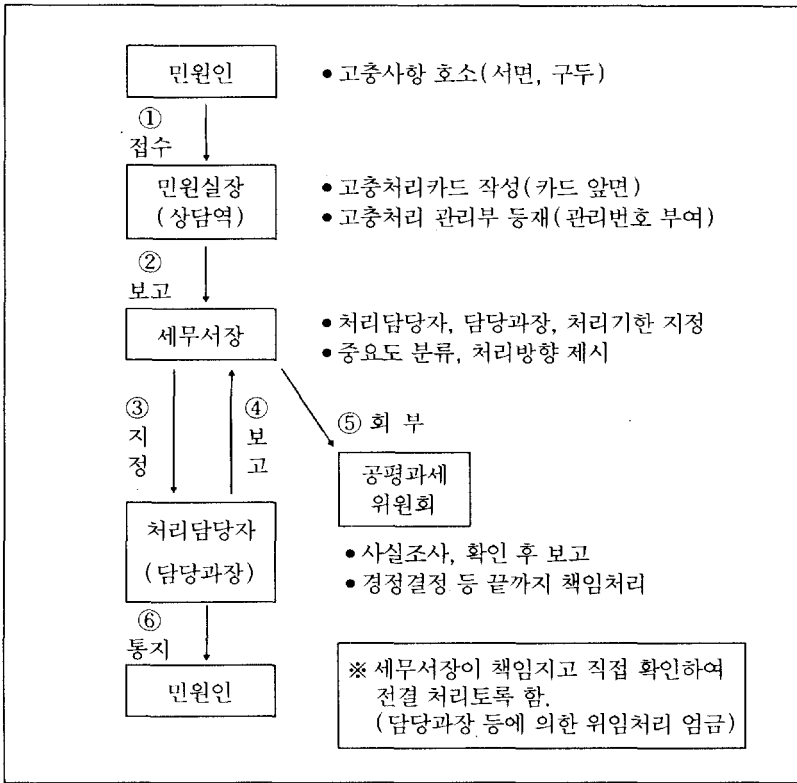 민원인
• 고충사항 호소(서면, 구두)
①
접수
민원실장
(상담역)
• 고충처리카드 작성(카드 앞면)
• 고충처리 관리부 등재(관리번호 부여)
②
보고
세무서장
• 처리담당자, 담당과장, 처리기한 지정
• 중요도 분류, 처리방향 제시
③
지
정
④
보
고
⑤ 회 부
공평과세
위원회
처리담당자
(담당과장)
• 사실조사, 확인 후 보고
• 경정결정 등 끝까지 책임처리
⑥
통지
민원인
※ 세무서장이 책임지고 직접 확인하여
전결 처리토록 함.
(담당과장 등에 의한 위임처리 엄금)